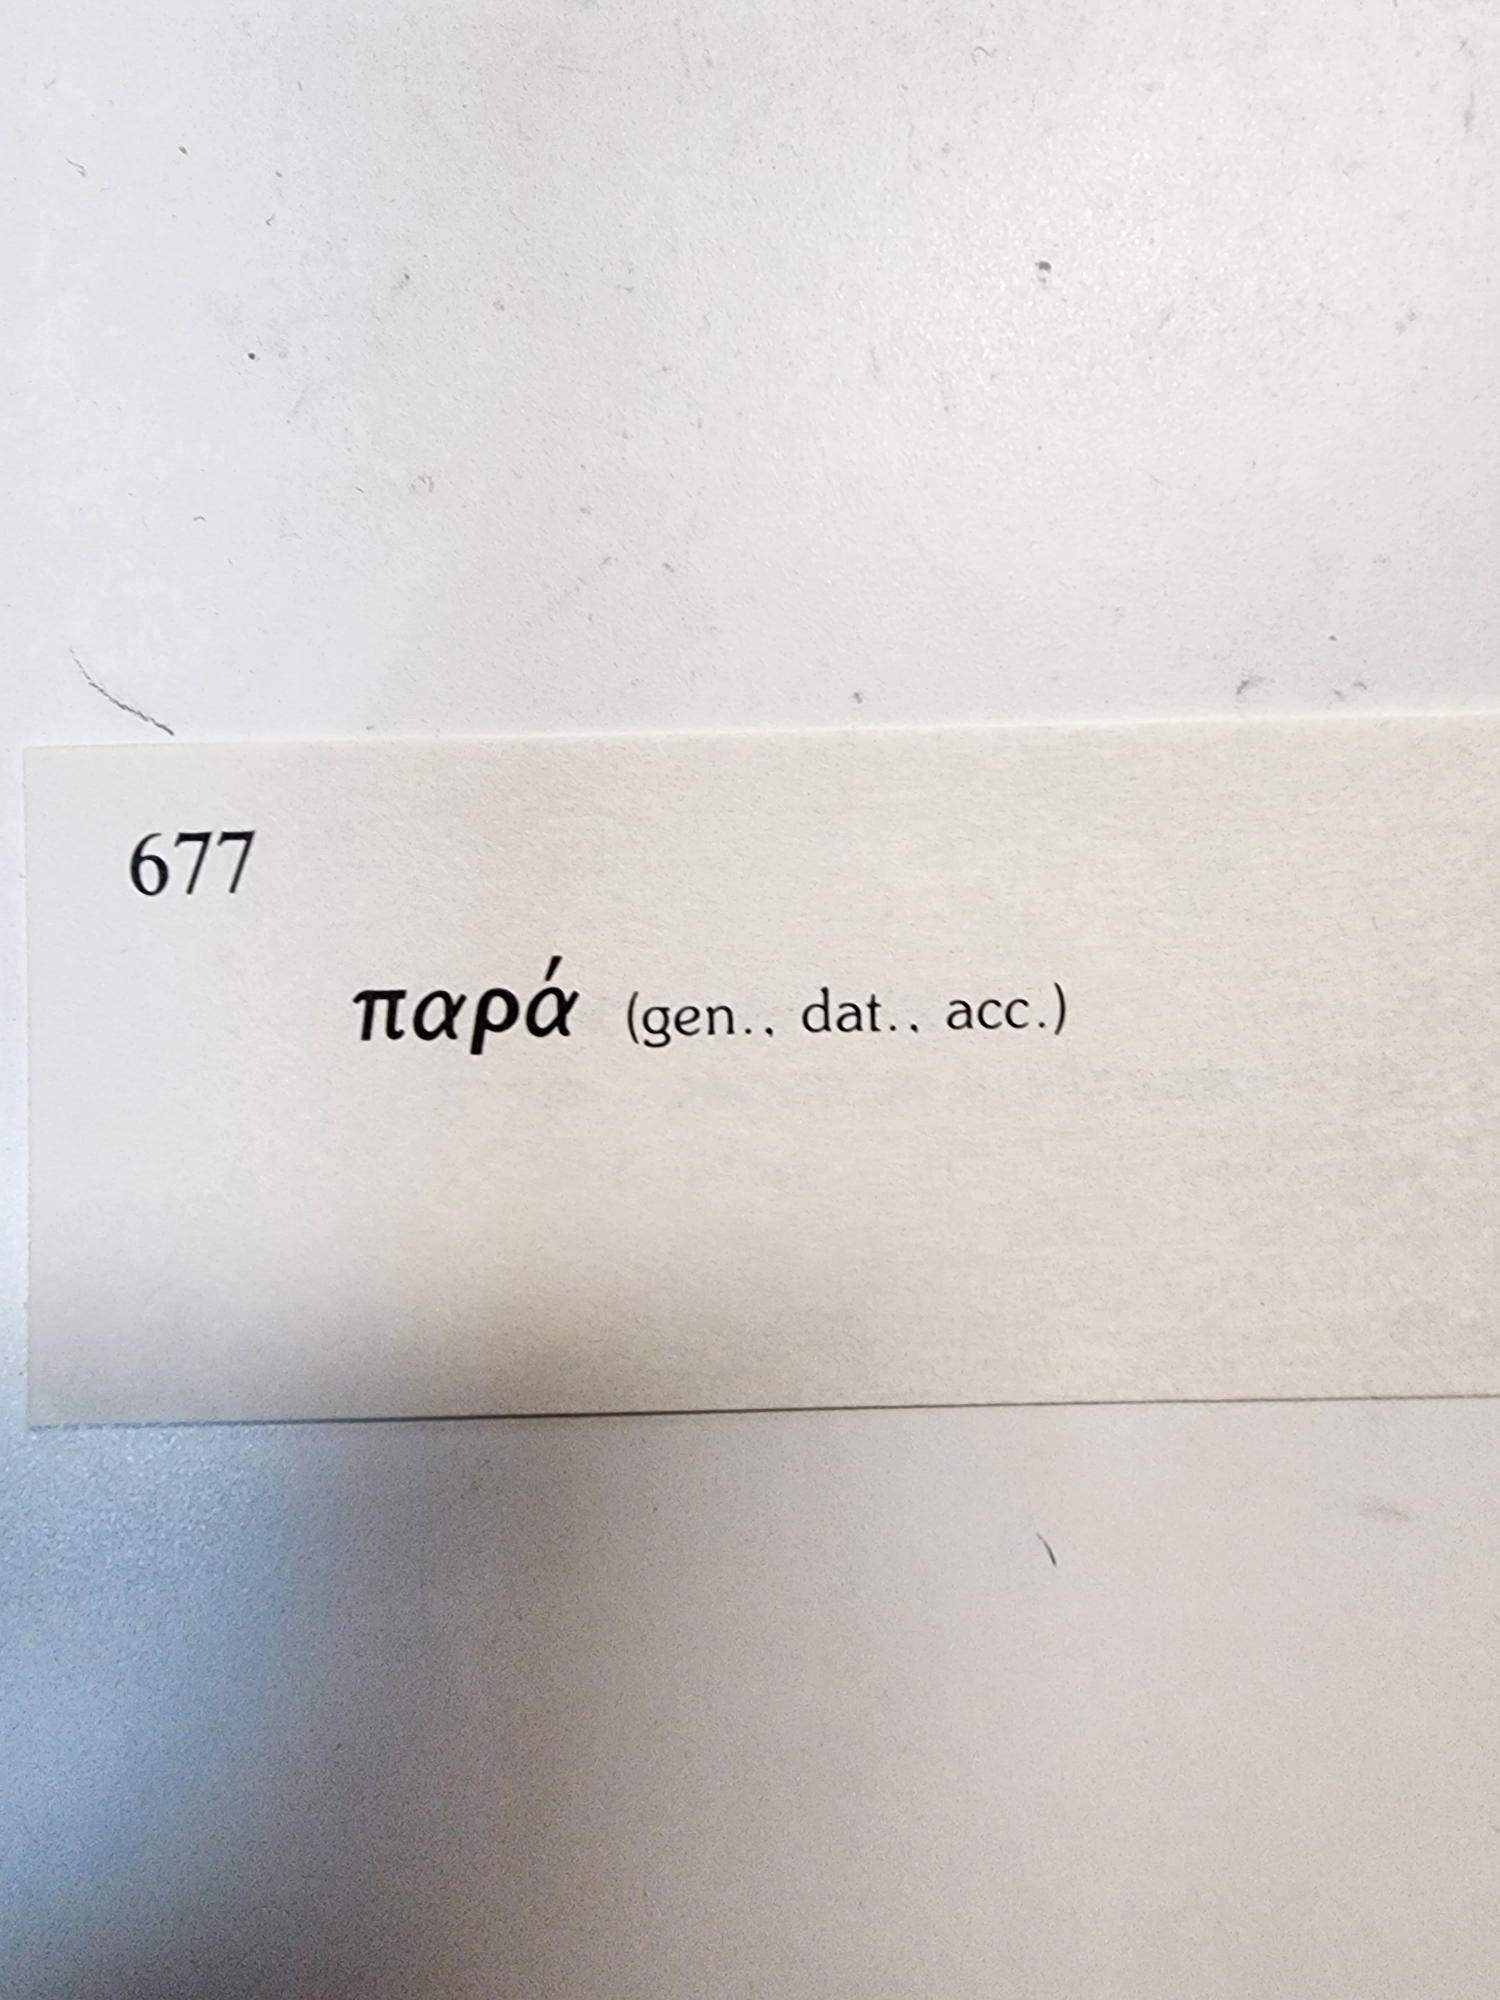 677
παρά (gen., dat., acc.)